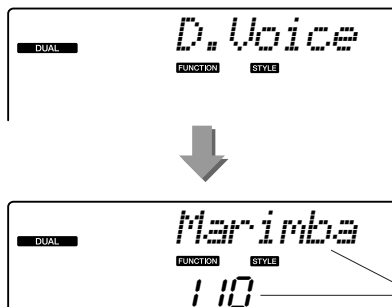 D.Voice
DUAL
FUNCTION STYLE
Marimba
DUAL
FUNCTION STYLE
110